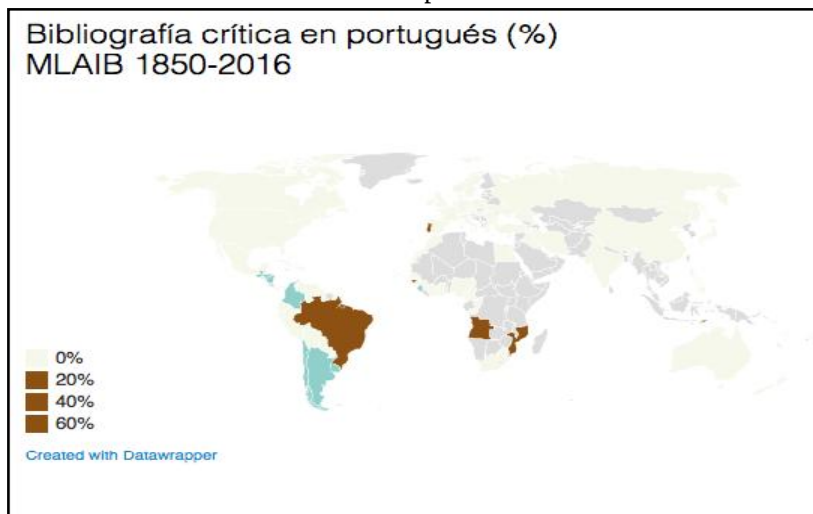 Bibliografía crítica en portugués (%)
MLAIB 1850-2016
0%
20%
40%
60%
Created with Datawrapper